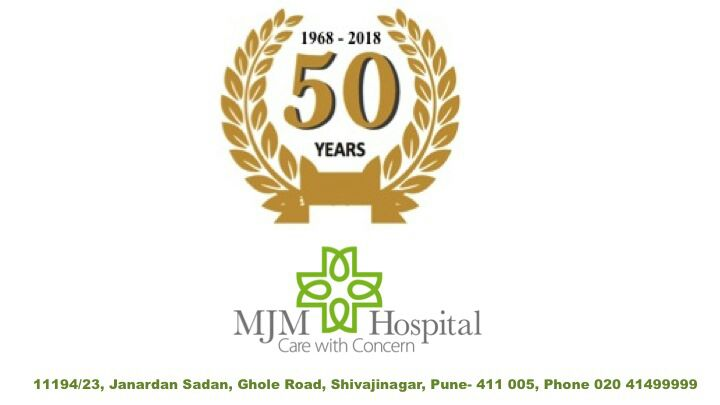 1968 - 2018
50
YEARS
MJM Hospital
Care with Concern
11194/23, Janardan Sadan, Ghole Road, Shivajinagar, Pune- 411 005, Phone 020 41499999